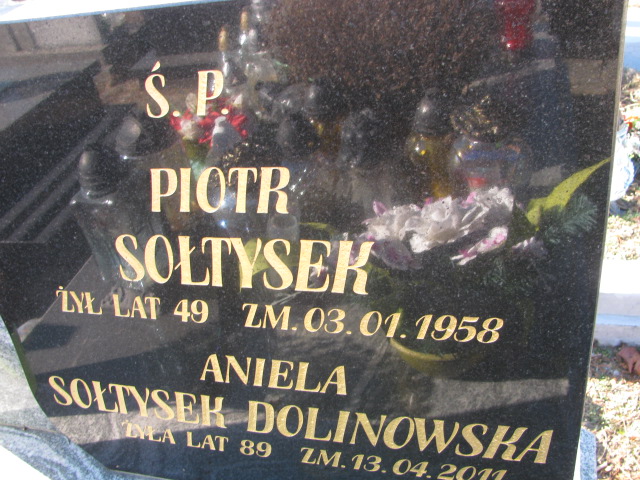 Ś. P.
PIOTR
SOŁTYSEK
ŻYŁ LAT 49 ZM. 03. 01. 1958
ANIELA
SOŁTYSEK DOLINOWSKA
ŻYŁA LAT 89 ZM. 13. 04. 2011